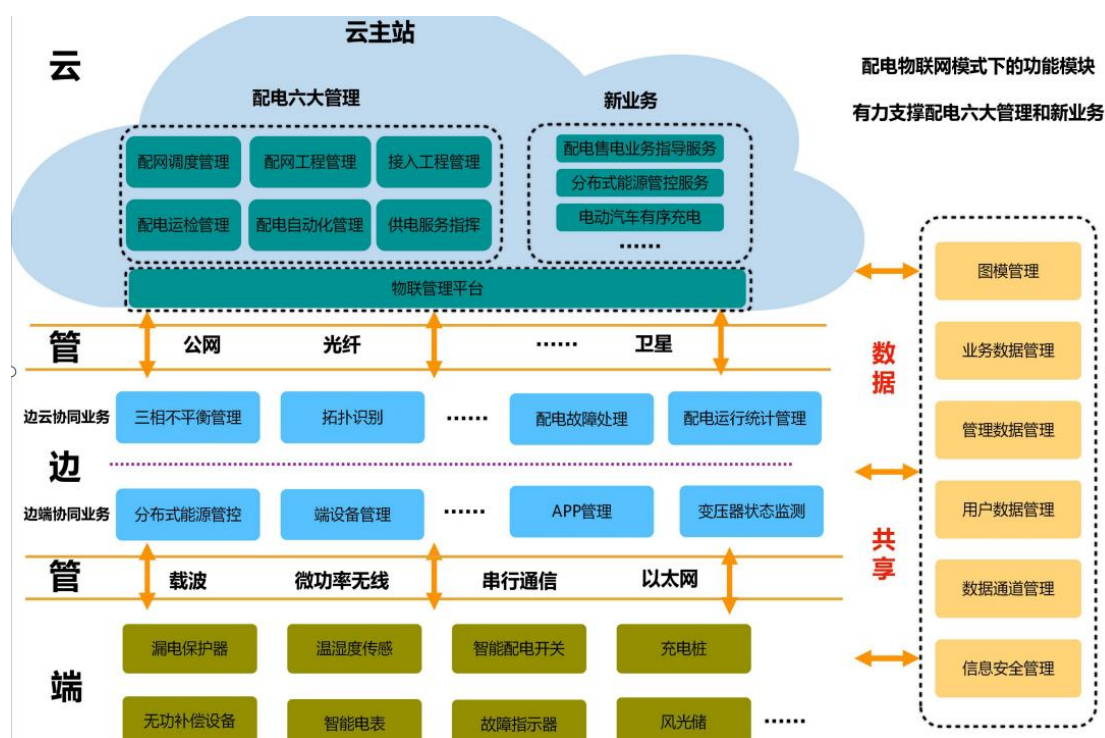 云主站
云
配电物联网模式下的功能模块
有力支撑配电六大管理和新业务
配电六大管理
新业务
配网调度管理
配网工程管理
接入工程管理
配电运检管理
配电自动化管理
供电服务指挥
配电售电业务指导服务
分布式能源管控服务
电动汽车有序充电
……
物联管理平台
管
公网
光纤
……
卫星
边云协同业务
三相不平衡管理
拓扑识别
……
配电故障处理
配电运行统计管理
边
边端协同业务
分布式能源管控
端设备管理
……
APP管理
变压器状态监测
管
载波
微功率无线
串行通信
以太网
端
漏电保护器
温湿度传感
智能配电开关
充电桩
无功补偿设备
智能电表
故障指示器
风光储
……
数据
共享
图模管理
业务数据管理
管理数据管理
用户数据管理
数据通道管理
信息安全管理